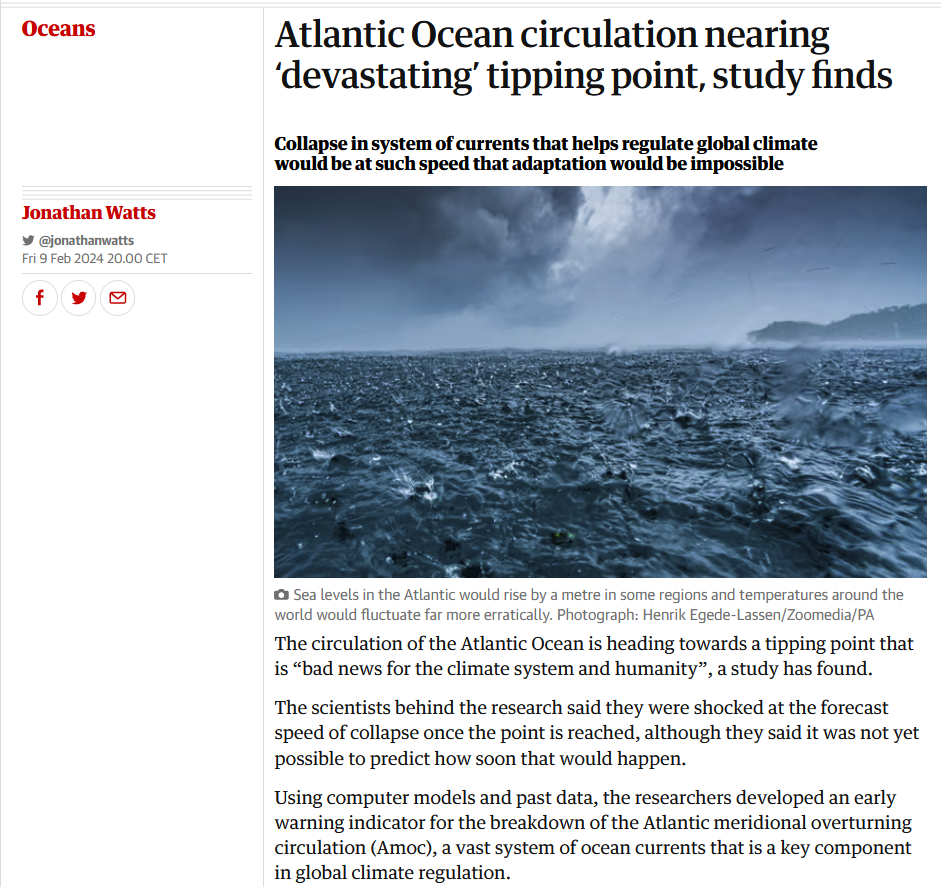 Oceans
Atlantic Ocean circulation nearing
‘devastating’ tipping point, study finds
Collapse in system of currents that helps regulate global climate
would be at such speed that adaptation would be impossible
Jonathan Watts
@jonathanwatts
Fri 9 Feb 2024 20.00 CET
Sea levels in the Atlantic would rise by a metre in some regions and temperatures around the
world would fluctuate far more erratically. Photograph: Henrik Egede-Lassen/Zoomedia/PA
The circulation of the Atlantic Ocean is heading towards a tipping point that
is “bad news for the climate system and humanity”, a study has found.
The scientists behind the research said they were shocked at the forecast
speed of collapse once the point is reached, although they said it was not yet
possible to predict how soon that would happen.
Using computer models and past data, the researchers developed an early
warning indicator for the breakdown of the Atlantic meridional overturning
circulation (Amoc), a vast system of ocean currents that is a key component
in global climate regulation.